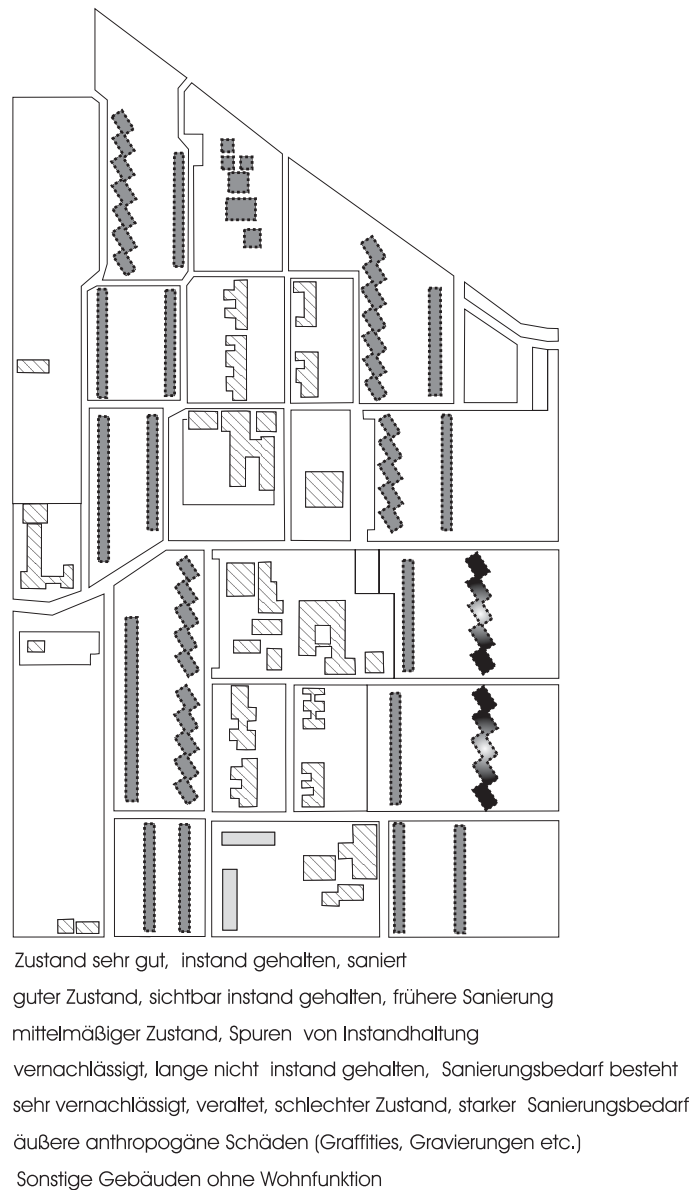 Zustand sehr gut, instand gehalten, saniert
guter Zustand, sichtbar instand gehalten, frühere Sanierung
mittelmäßiger Zustand, Spuren von Instandhaltung
vernachlässigt, lange nicht instand gehalten, Sanierungsbedarf besteht
sehr vernachlässigt, veraltet, schlechter Zustand, starker Sanierungsbedarf
äußere anthropogäne Schäden (Graffities, Gravierungen etc.)
Sonstige Gebäuden ohne Wohnfunktion